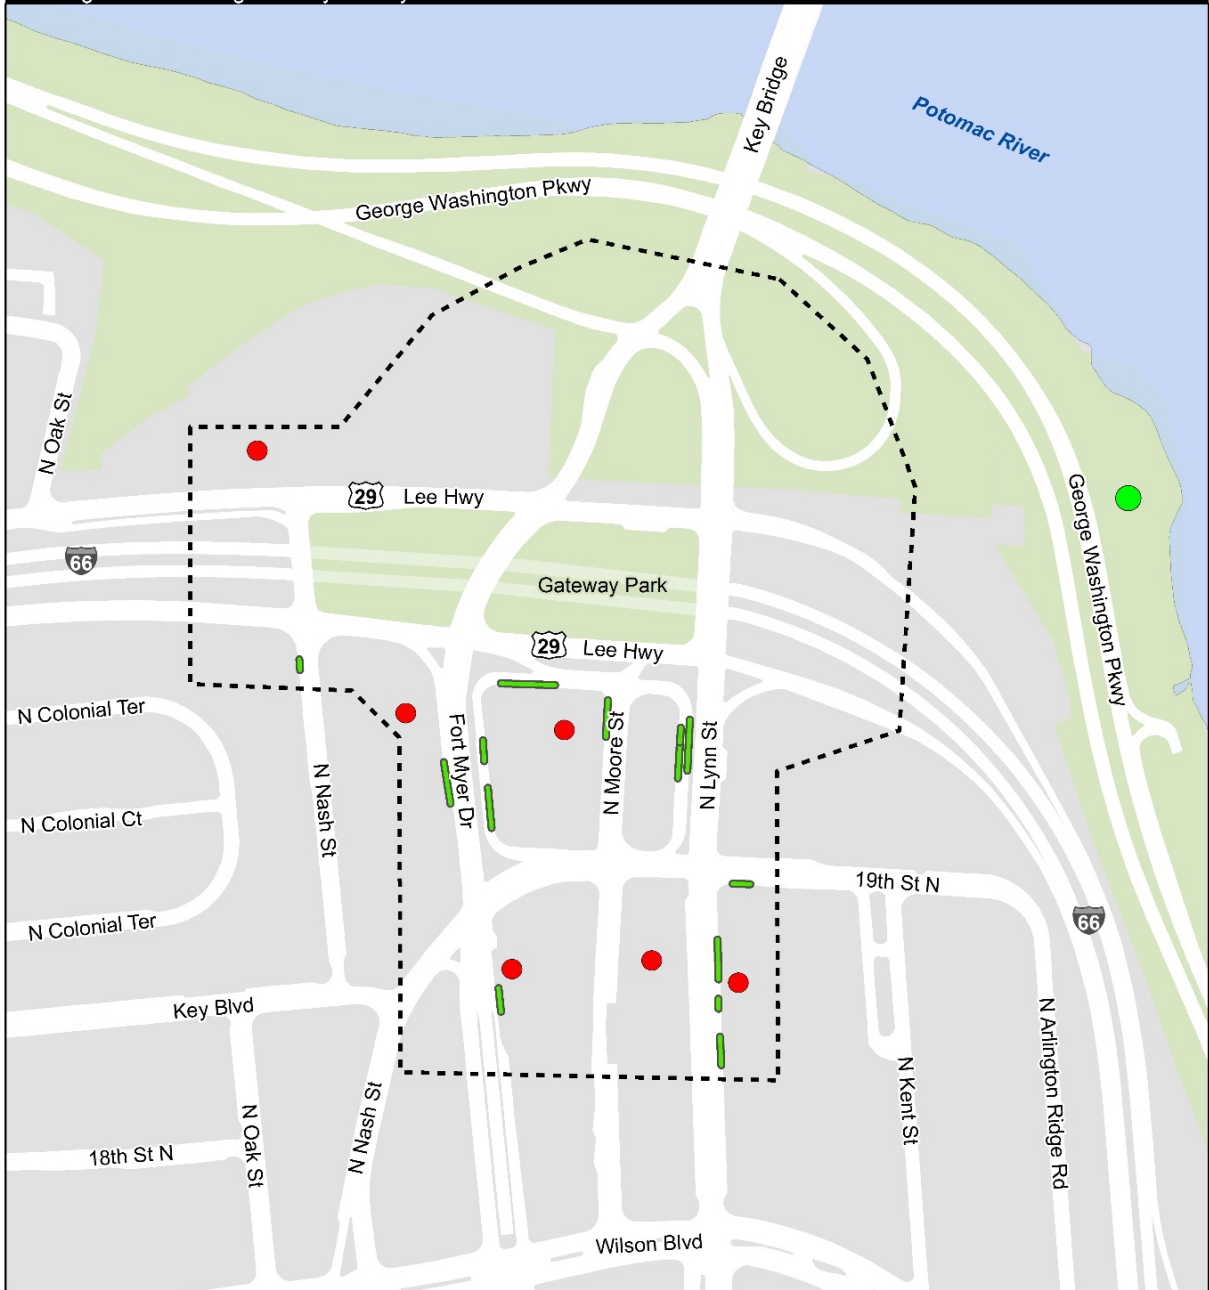 Key Bridge
Potomac River
George Washington Pkwy
N Oak St
29 Lee Hwy
George Washington Pkwy
66
Gateway Park
29 Lee Hwy
N Colonial Ter
Fort Myer Dr
N Moore St
N Lynn St
N Nash St
N Colonial Ct
19th St N
N Colonial Ter
66
Key Blvd
N Arlington Ridge Rd
N Kent St
N Nash St
N Oak St
18th St N
Wilson Blvd